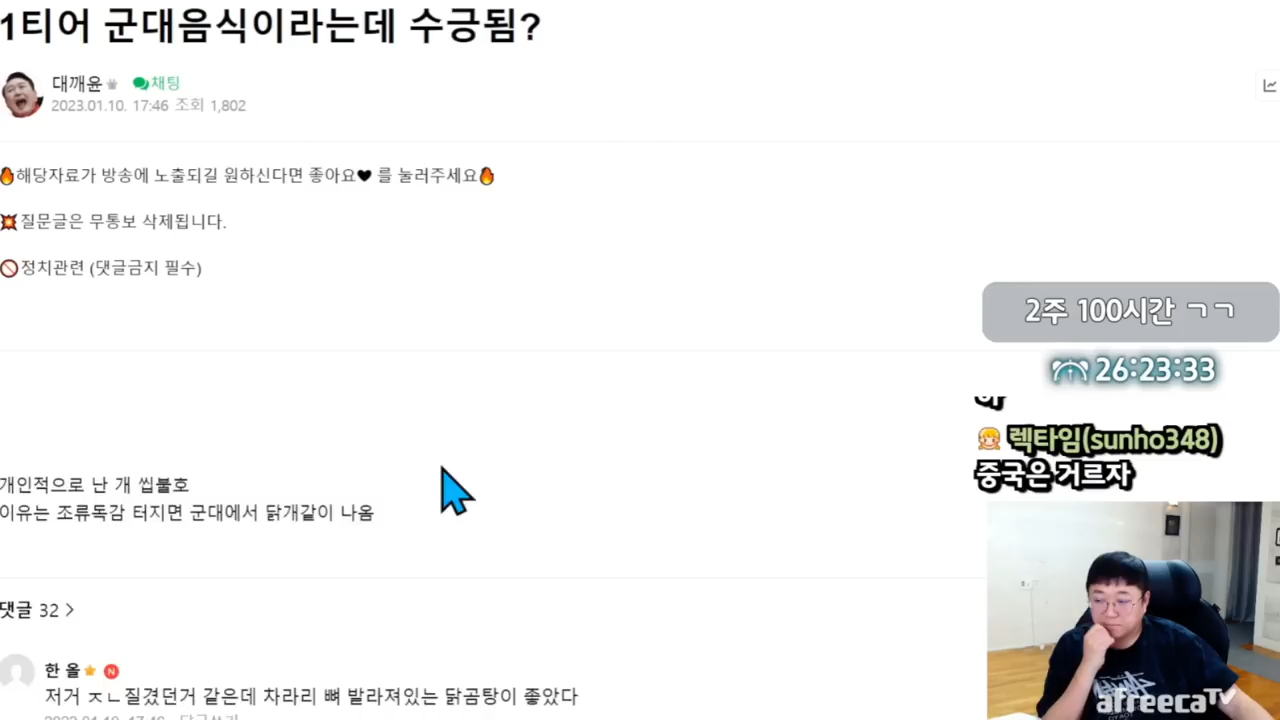 1티어 군대음식이라는데 수긍됨?
대깨윤 채팅
2023.01.10. 17:46 조회 1,802
해당자료가 방송에 노출되길 원하신다면 좋아요🖤 를 눌러주세요
질문글은 무통보 삭제됩니다.
정치관련 (댓글금지 필수)
2주 100시간 ㄱㄱ
26:23:33
렉타임(sunho348)
중국은 거르자
개인적으로 난 개 씹불호
이유는 조류독감 터지면 군대에서 닭개같이 나옴
댓글 32 >
한 올 N
저거 ㅈㄴ질겼던거 같은데 차라리 뼈 발라져있는 닭곰탕이 좋았다
afreecaTV